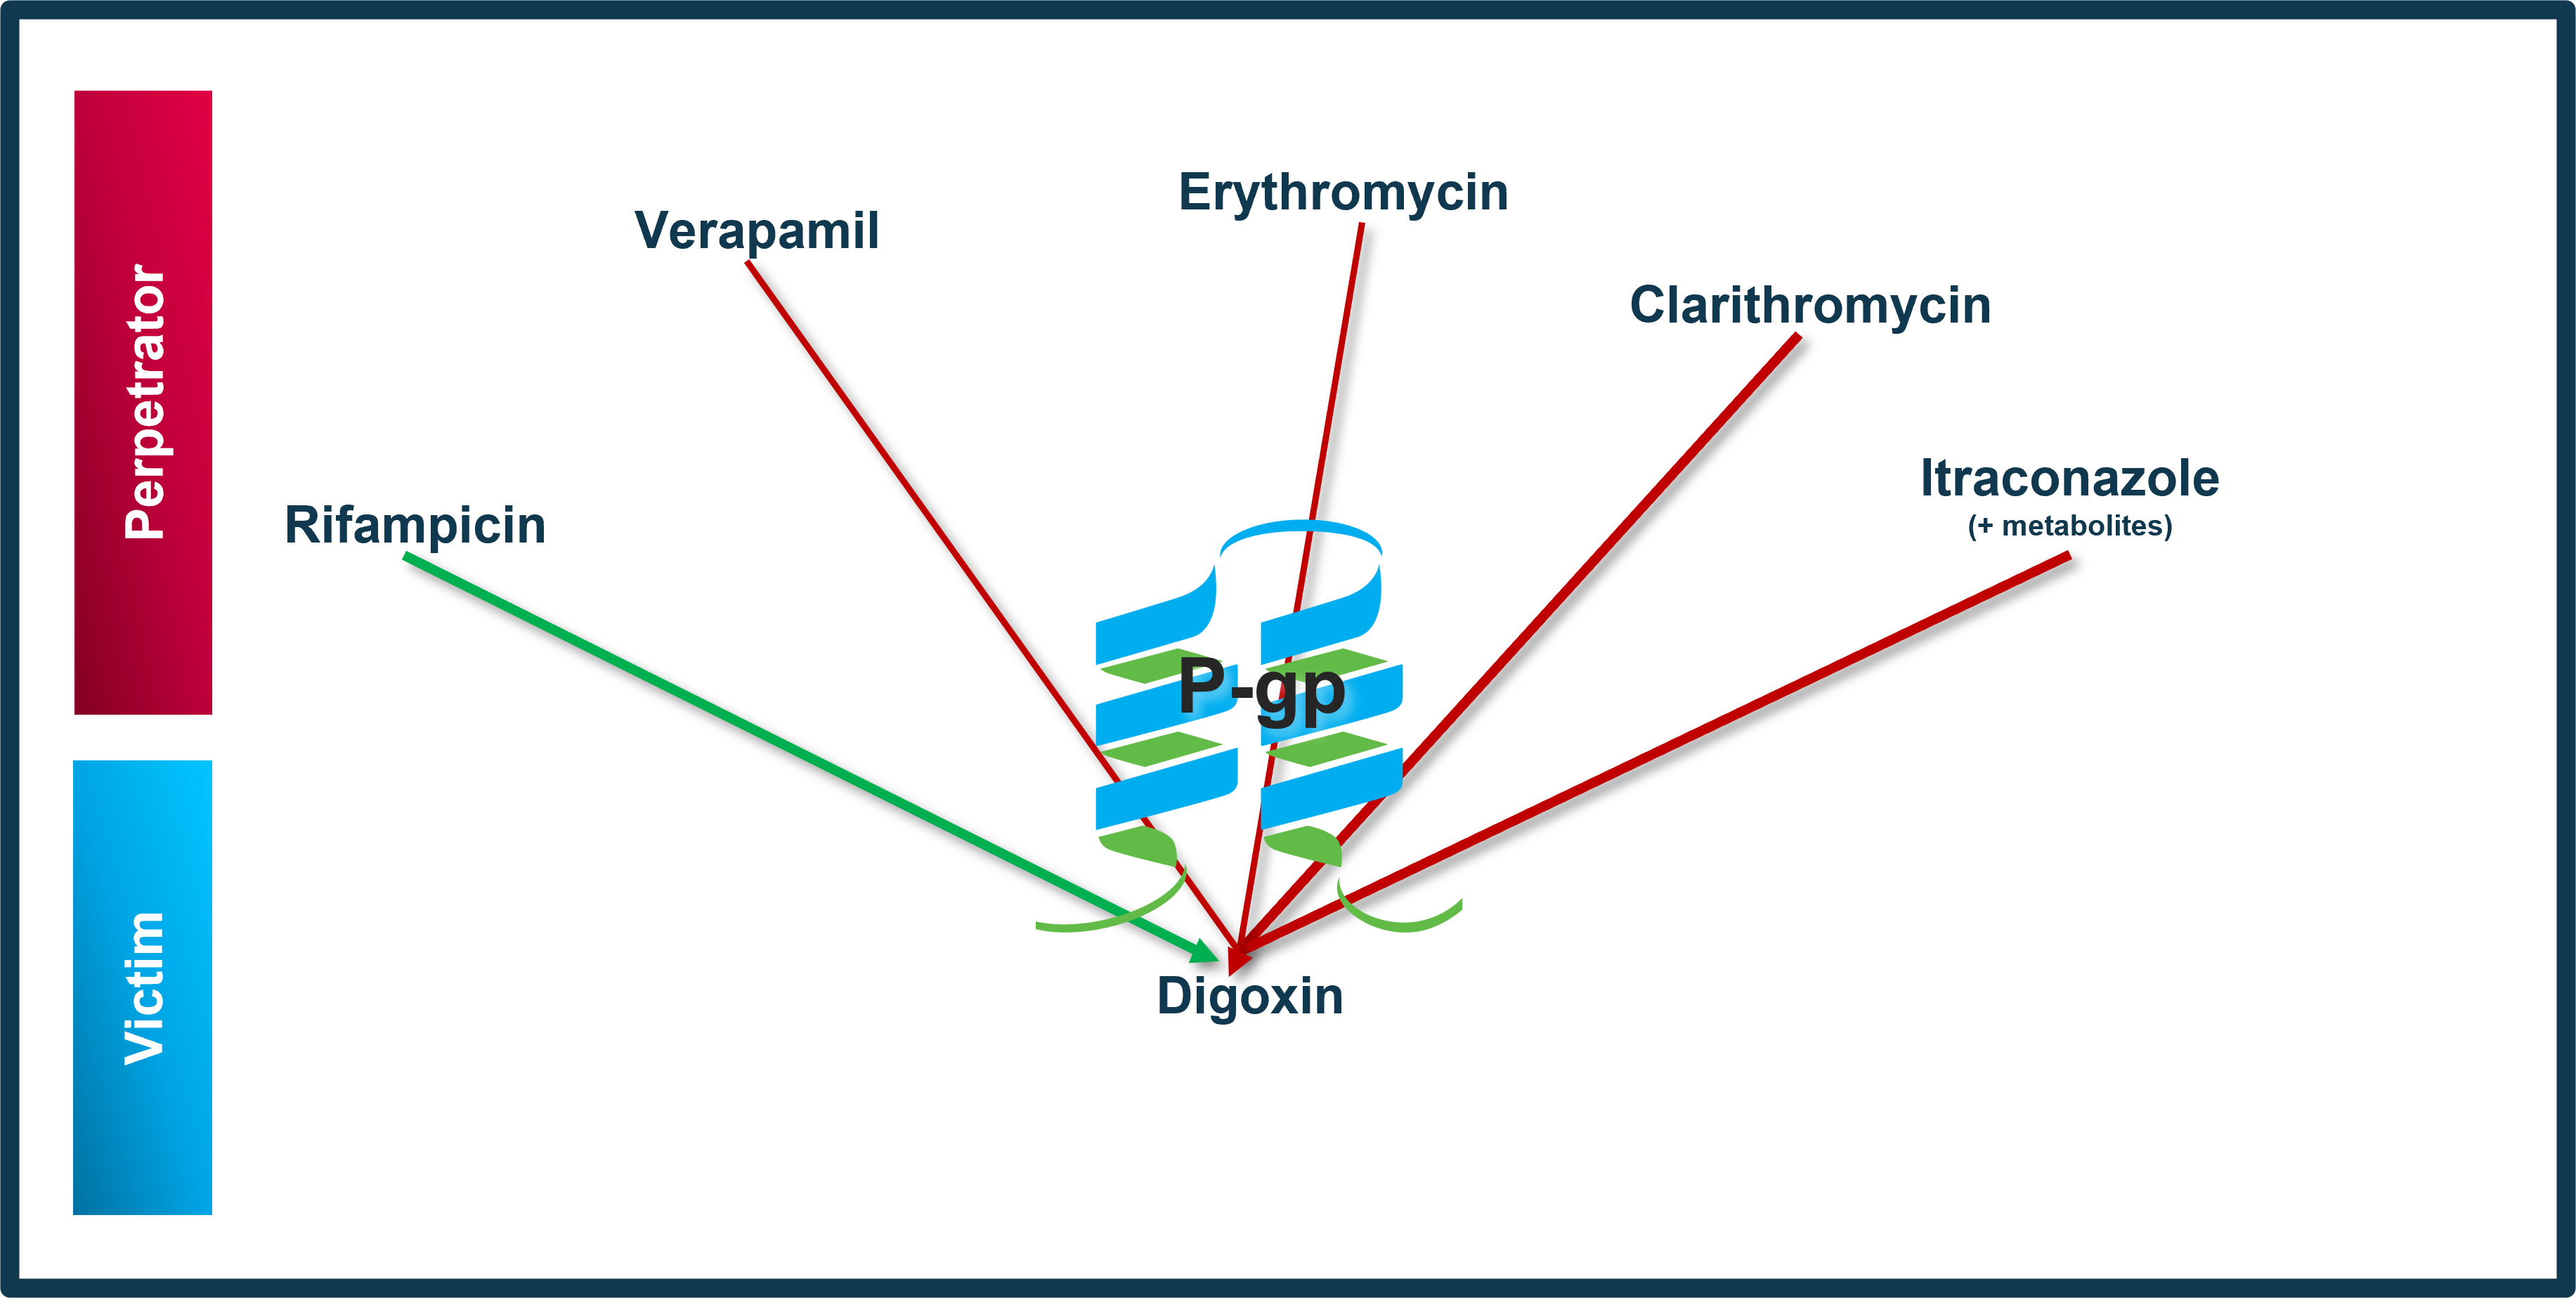 Perpetrator
Victim
Erythromycin
Verapamil
Clarithromycin
Itraconazole
(+ metabolites)
Rifampicin
P-gp
Digoxin